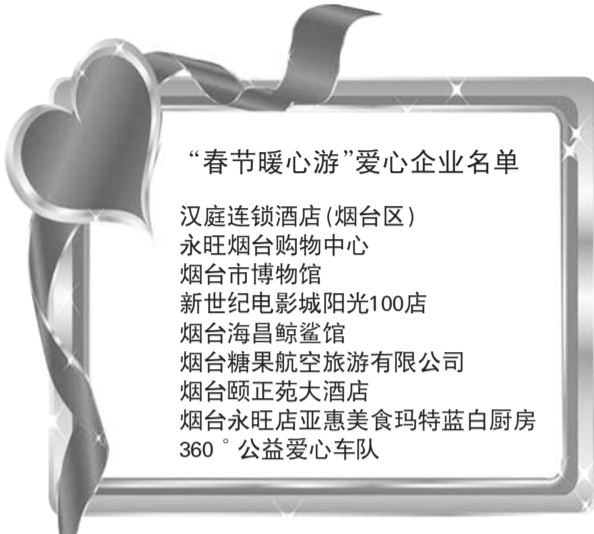 “春节暖心游”爱心企业名单
汉庭连锁酒店(烟台区)
永旺烟台购物中心
烟台市博物馆
新世纪电影城阳光100店
烟台海昌鲸鲨馆
烟台糖果航空旅游有限公司
烟台颐正苑大酒店
烟台永旺店亚惠美食玛特蓝白厨房
360°公益爱心车队